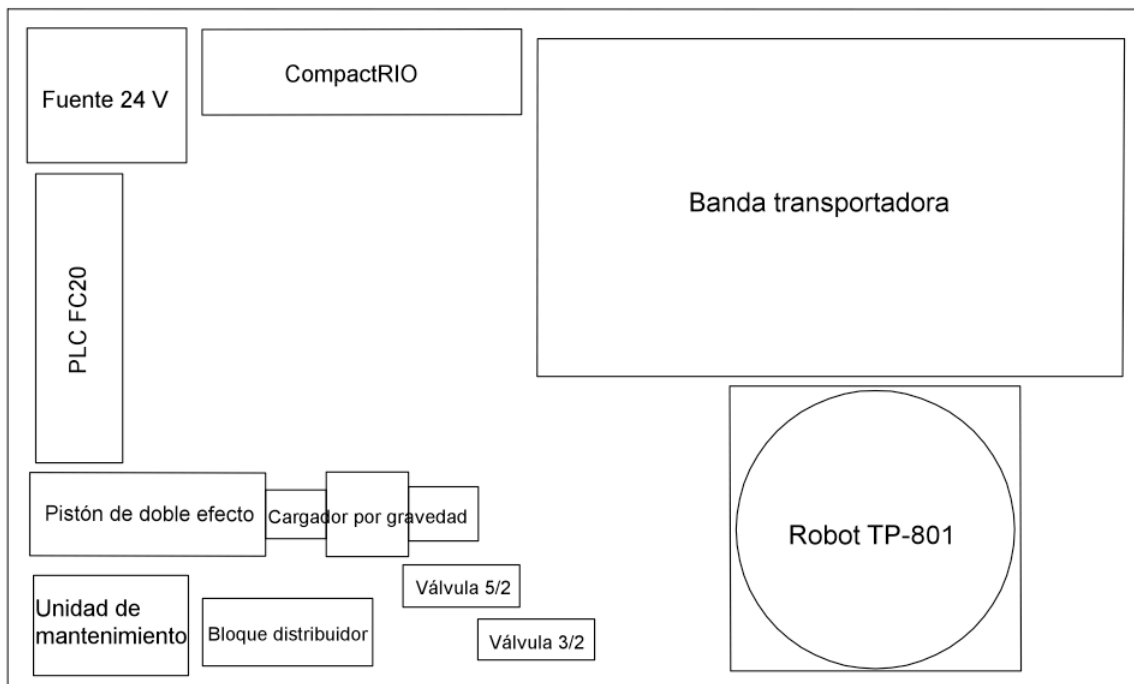 Fuente 24 V
CompactRIO
Banda transportadora
PLC FC20
Pistón de doble efecto
Cargador por gravedad
Robot TP-801
Válvula 5/2
Unidad de
mantenimiento
Bloque distribuidor
Válvula 3/2